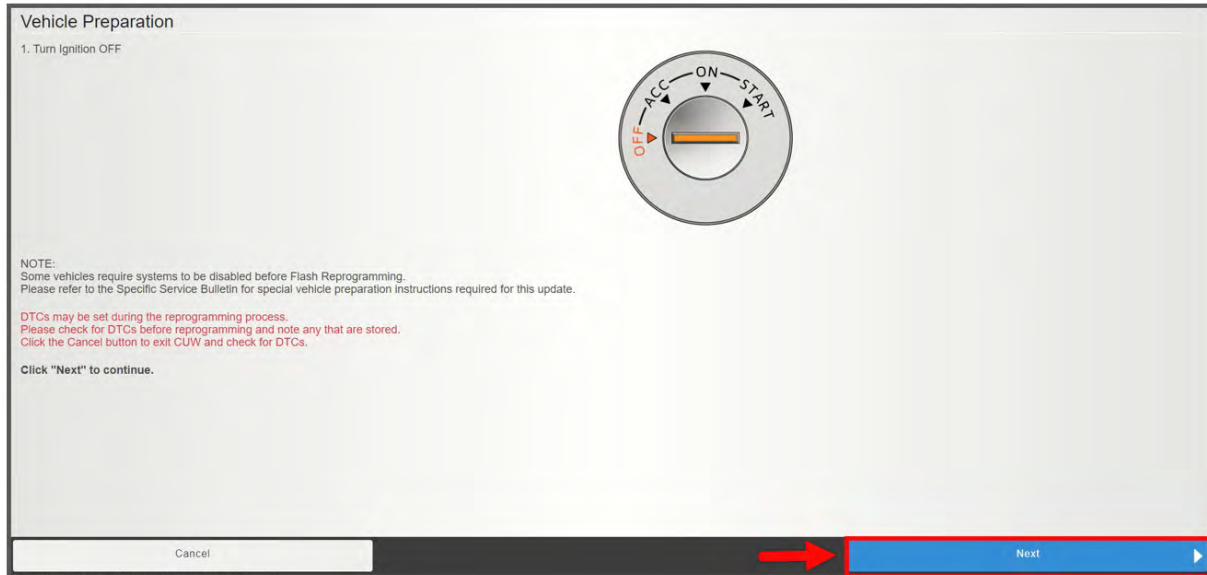 Vehicle Preparation
1. Turn Ignition OFF
OFF
ACC
ON
START
NOTE:
Some vehicles require systems to be disabled before Flash Reprogramming.
Please refer to the Specific Service Bulletin for special vehicle preparation instructions required for this update.
DTCs may be set during the reprogramming process.
Please check for DTCs before reprogramming and note any that are stored.
Click the Cancel button to exit CUW and check for DTCs.
Click "Next" to continue.
Cancel
Next